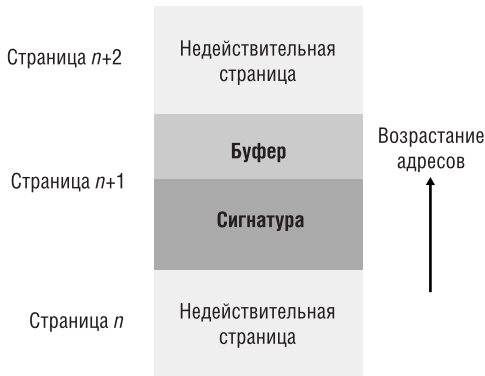 Страница n+2
Недействительная
страница
Буфер
Возрастание
адресов
Страница n+1
Сигнатура
Страница n
Недействительная
страница